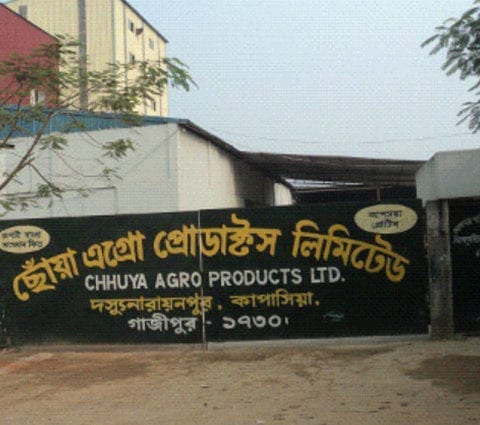 ছোঁয়া এগ্রো প্রোডাক্টস লিমিটেড
CHHUYA AGRO PRODUCTS LTD.
দস্যুনারায়নপুর, কাপাসিয়া,
গাজীপুর - ১৭৩০।